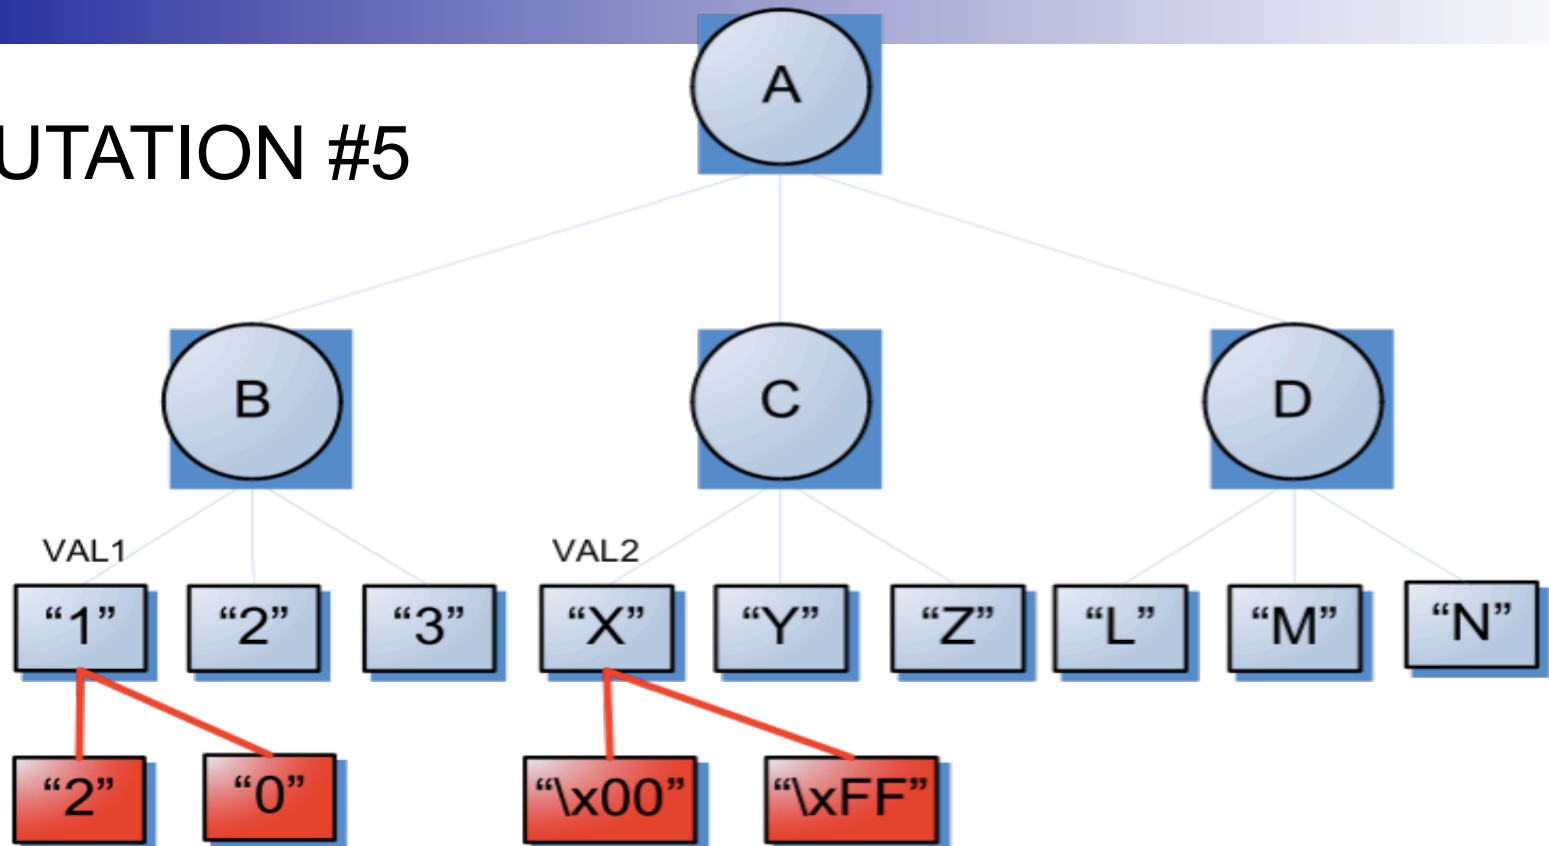 A
UTATION #5
B
C
D
VAL1
VAL2
“1”
“2”
“3”
“X”
“Y”
“Z”
“L”
“M”
“N”
“2”
“0”
“\x00”
“\xFF”